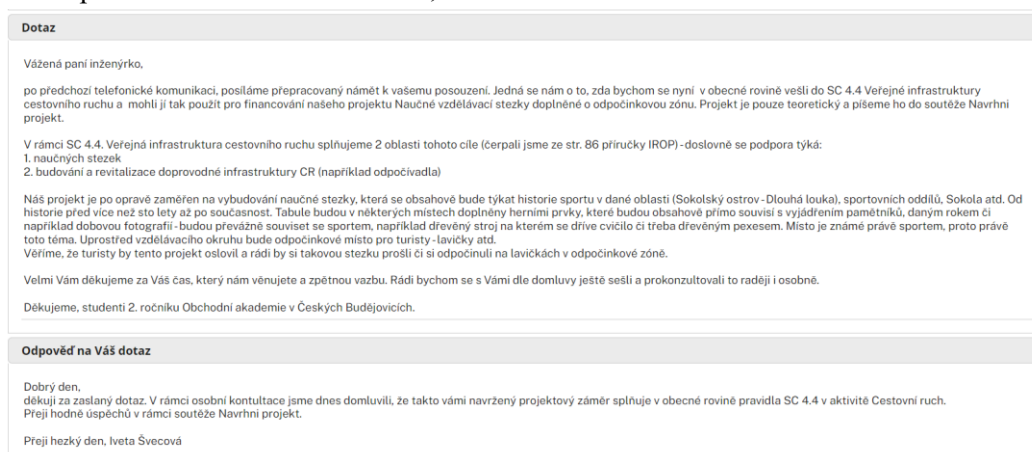 Dotaz
Vážená paní inženýrko,
po předchozí telefonické komunikaci, posíláme přepracovaný námět k vašemu posouzení. Jedná se nám o to, zda bychom se nyní v obecné rovině vešli do SC 4.4 Veřejné infrastruktury
cestovního ruchu a mohli jí tak použít pro financování našeho projektu Naučné vzdělávací stezky doplněné o odpočinkovou zónu. Projekt je pouze teoretický a píšeme ho do soutěže Navrhni
projekt.
V rámci SC 4.4. Veřejná infrastruktura cestovního ruchu splňujeme 2 oblasti tohoto cíle (čerpali jsme ze str. 86 příručky IROP) - doslovně se podpora týká:
1. naučných stezek
2. budování a revitalizace doprovodné infrastruktury CR (například odpočívadla)
Náš projekt je po opravě zaměřen na vybudování naučné stezky, která se obsahově bude týkat historie sportu v dané oblasti (Sokolský ostrov - Dlouhá louka), sportovních oddílů, Sokola atd. Od
historie před více než sto lety až po současnost. Tabule budou v některých místech doplněny herními prvky, které budou obsahově přímo souvisí s vyjádřením pamětníků, daným rokem či
například dobovou fotografií - budou převážně souviset se sportem, například dřevěný stroj na kterém se dříve cvičilo či třeba dřevěným pexesem. Místo je známé právě sportem, proto právě
toto téma. Uprostřed vzdělávacího okruhu bude odpočinkové místo pro turisty - lavičky atd.
Věříme, že turisty by tento projekt oslovil a rádi by si takovou stezku prošli či si odpočinuli na lavičkách v odpočinkové zóně.
Velmi Vám děkujeme za Váš čas, který nám věnujete a zpětnou vazbu. Rádi bychom se s Vámi dle domluvy ještě sešli a prokonzultovali to raději i osobně.
Děkujeme, studenti 2. ročníku Obchodní akademie v Českých Budějovicích.
Odpověď na Váš dotaz
Dobrý den,
děkuji za zaslaný dotaz. V rámci osobní kontultace jsme dnes domluvili, že takto vámi navržený projektový záměr splňuje v obecné rovině pravidla SC 4.4 v aktivitě Cestovní ruch.
Přeji hodně úspěchů v rámci soutěže Navrhni projekt.
Přeji hezký den, Iveta Švecová